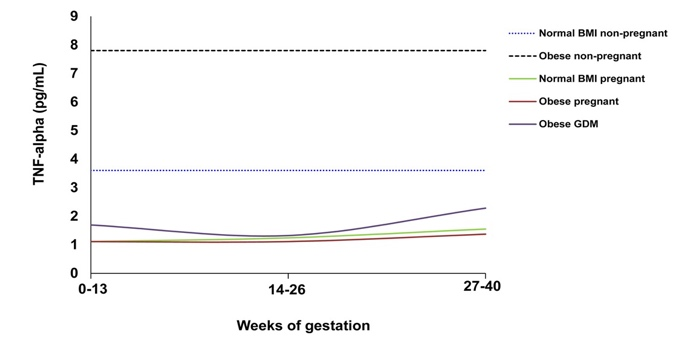 TNF-alpha (pg/mL)
9
8
7
6
5
4
3
2
1
0
0-13
14-26
27-40
Weeks of gestation
Normal BMI non-pregnant
Obese non-pregnant
Normal BMI pregnant
Obese pregnant
Obese GDM